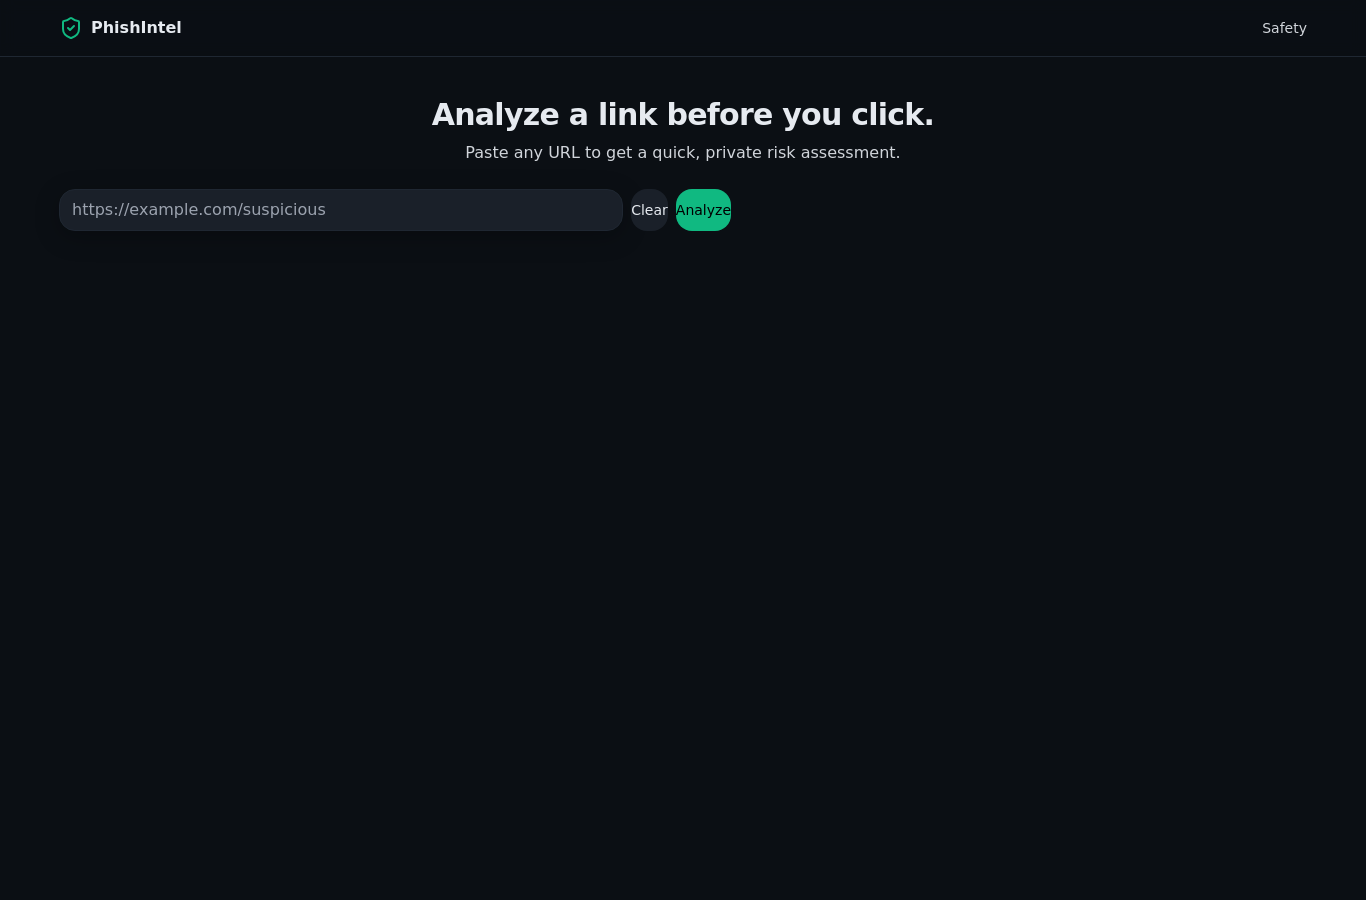 PhishIntel
Safety
Analyze a link before you click.
Paste any URL to get a quick, private risk assessment.
https://example.com/suspicious
Clear
Analyze